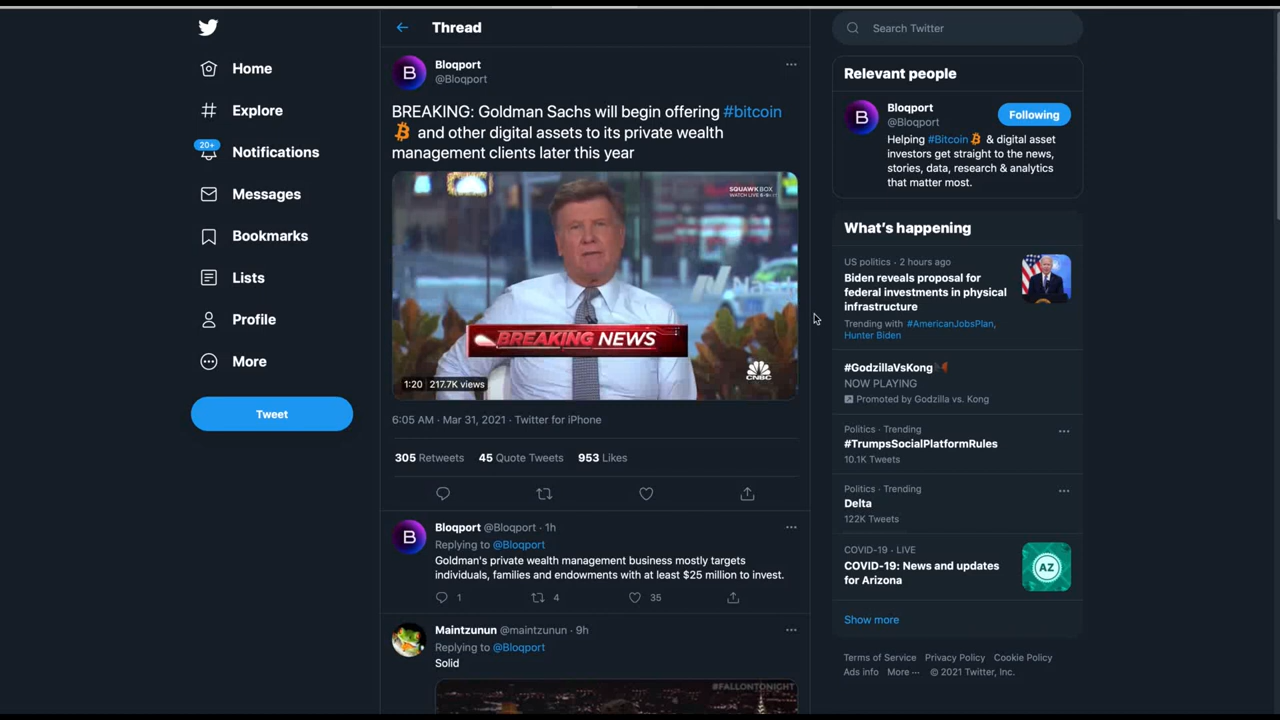 Home
Explore
20+
Notifications
Messages
Bookmarks
Lists
Profile
More
Tweet
Thread
B
Bloqport
@Bloqport
BREAKING: Goldman Sachs will begin offering #bitcoin
and other digital assets to its private wealth
management clients later this year
SQUAWK BOX
Nasd
BREAKING NEWS
1:20 217.7K views
CNBC
6:05 AM · Mar 31, 2021 · Twitter for iPhone
305 Retweets 45 Quote Tweets 953 Likes
B
Bloqport @Bloqport · 1h
Replying to @Bloqport
Goldman's private wealth management business mostly targets
individuals, families and endowments with at least $25 million to invest.
1 4 35
Maintzunun @maintzunun · 9h
Replying to @Bloqport
Solid
#FALLONTONIGHT
Search Twitter
Relevant people
B
Bloqport
@Bloqport
Following
Helping #Bitcoin & digital asset
investors get straight to the news,
stories, data, research & analytics
that matter most.
What's happening
US politics · 2 hours ago
Biden reveals proposal for
federal investments in physical
infrastructure
Trending with #AmericanJobsPlan,
Hunter Biden
#GodzillaVsKong
NOW PLAYING
Promoted by Godzilla vs. Kong
Politics · Trending
#TrumpsSocialPlatformRules
10.1K Tweets
Politics · Trending
Delta
122K Tweets
COVID-19 · LIVE
COVID-19: News and updates
for Arizona
AZ
Show more
Terms of Service Privacy Policy Cookie Policy
Ads info More ··· © 2021 Twitter, Inc.